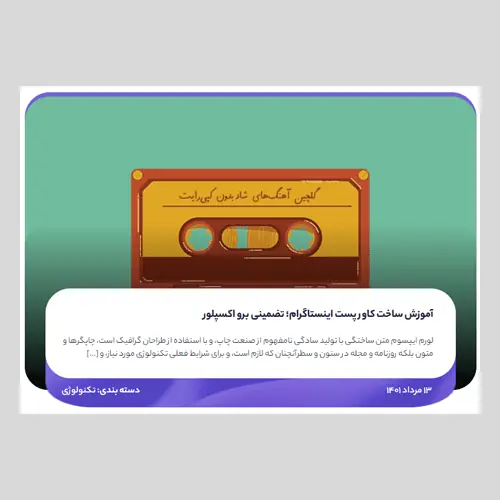 گلچین آهنگ‌های شاد بدون کپی‌رایت
آموزش ساخت کاور پست اینستاگرام؛ تضمینی برو اکسپلور
لورم ایپسوم متن ساختگی با تولید سادگی نامفهوم از صنعت چاپ، و با استفاده از طراحان گرافیک است، چاپگرها و
متون بلکه روزنامه و مجله در ستون و سطرآنچنان که لازم است، و برای شرایط فعلی تکنولوژی مورد نیاز، و […]
۱۳ مرداد ۱۴۰۱
دسته بندی: تکنولوژی